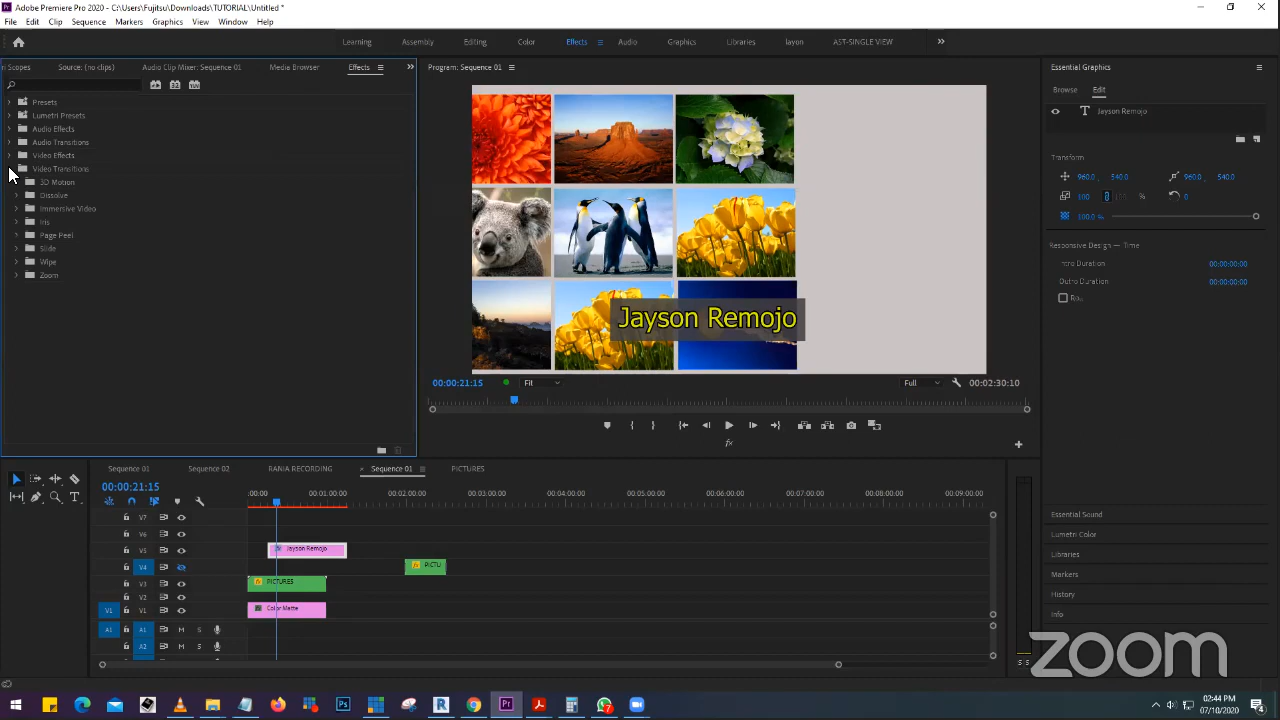 Adobe Premiere Pro 2020 - C:\Users\Fujitsu\Downloads\TUTORIAL\Untitled *
File Edit Clip Sequence Markers Graphics View Window Help
Learning Assembly Editing Color Effects Audio Graphics Libraries layon AST-SINGLE VIEW
n Scopes Source: (no clips) Audio Clip Mixer: Sequence 01 Media Browser Effects
Program: Sequence 01
Essential Graphics
Browse Edit
Jayson Remojo
Presets
Lumetri Presets
Audio Effects
Audio Transitions
Video Effects
Video Transitions
3D Motion
Dissolve
Immersive Video
Iris
Page Peel
Slide
Wipe
Zoom
Jayson Remojo
Transform
960.0 , 540.0 960.0 , 540.0
100 100 % 0
100.0 %
Responsive Design — Time
Intro Duration 00:00:00:00
Outro Duration 00:00:00:00
00:00:21:15 Fit Full 00:02:30:10
fx
Sequence 01 Sequence 02 RANIA RECORDING Sequence 01 PICTURES
00:00:21:15
:00:00 00:01:00:00 00:02:00:00 00:03:00:00 00:04:00:00 00:05:00:00 00:06:00:00 00:07:00:00 00:08:00:00 00:09:00:00
V7
V6
V5 Jayson Remojo
V4 fx PICTU
V3 fx PICTURES
V2
V1 V1 Color Matte
A1 A1 M S
A2 M S
S S
Essential Sound
Lumetri Color
Libraries
Markers
History
Info
zoom
02:44 PM
07/10/2020